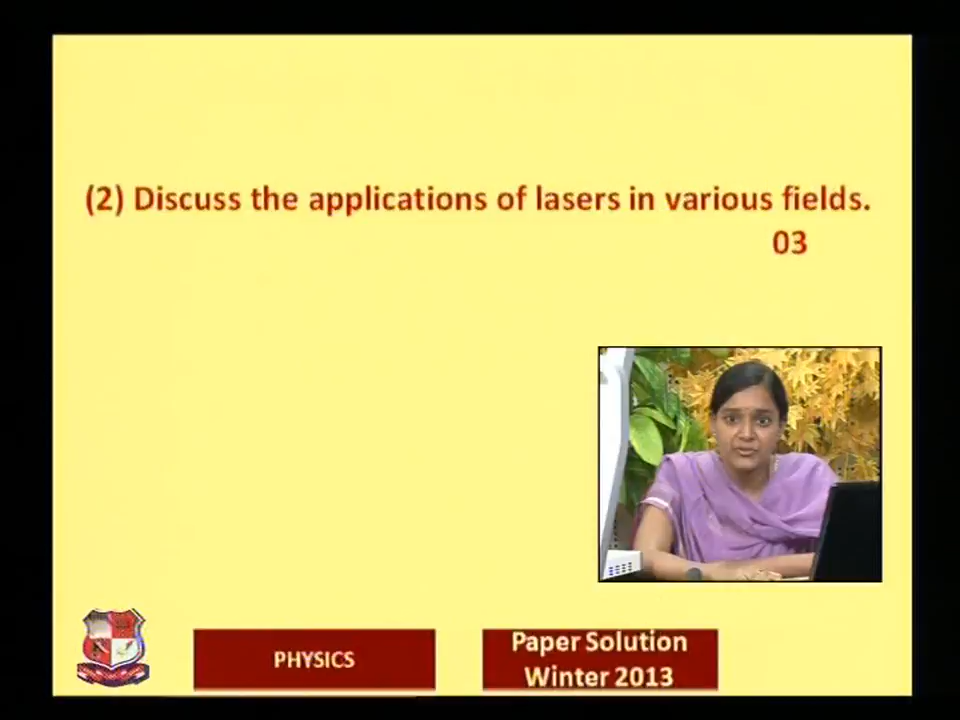 (2) Discuss the applications of lasers in various fields.
03
PHYSICS
Paper Solution
Winter 2013